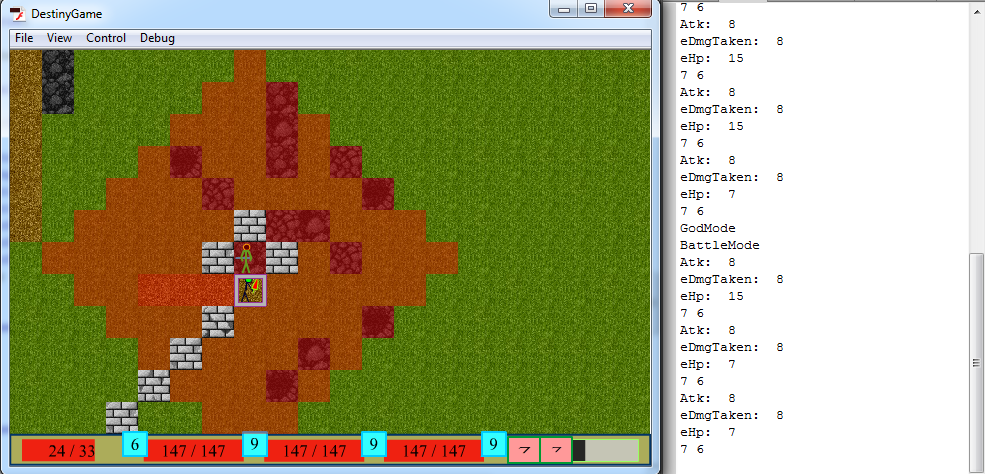 DestinyGame
File View Control Debug
24 / 33
6
147 / 147
9
147 / 147
9
147 / 147
9
7 6
Atk: 8
eDmgTaken: 8
eHp: 15
7 6
Atk: 8
eDmgTaken: 8
eHp: 15
7 6
Atk: 8
eDmgTaken: 8
eHp: 7
7 6
GodMode
BattleMode
Atk: 8
eDmgTaken: 8
eHp: 15
7 6
Atk: 8
eDmgTaken: 8
eHp: 7
7 6
Atk: 8
eDmgTaken: 8
eHp: 7
7 6